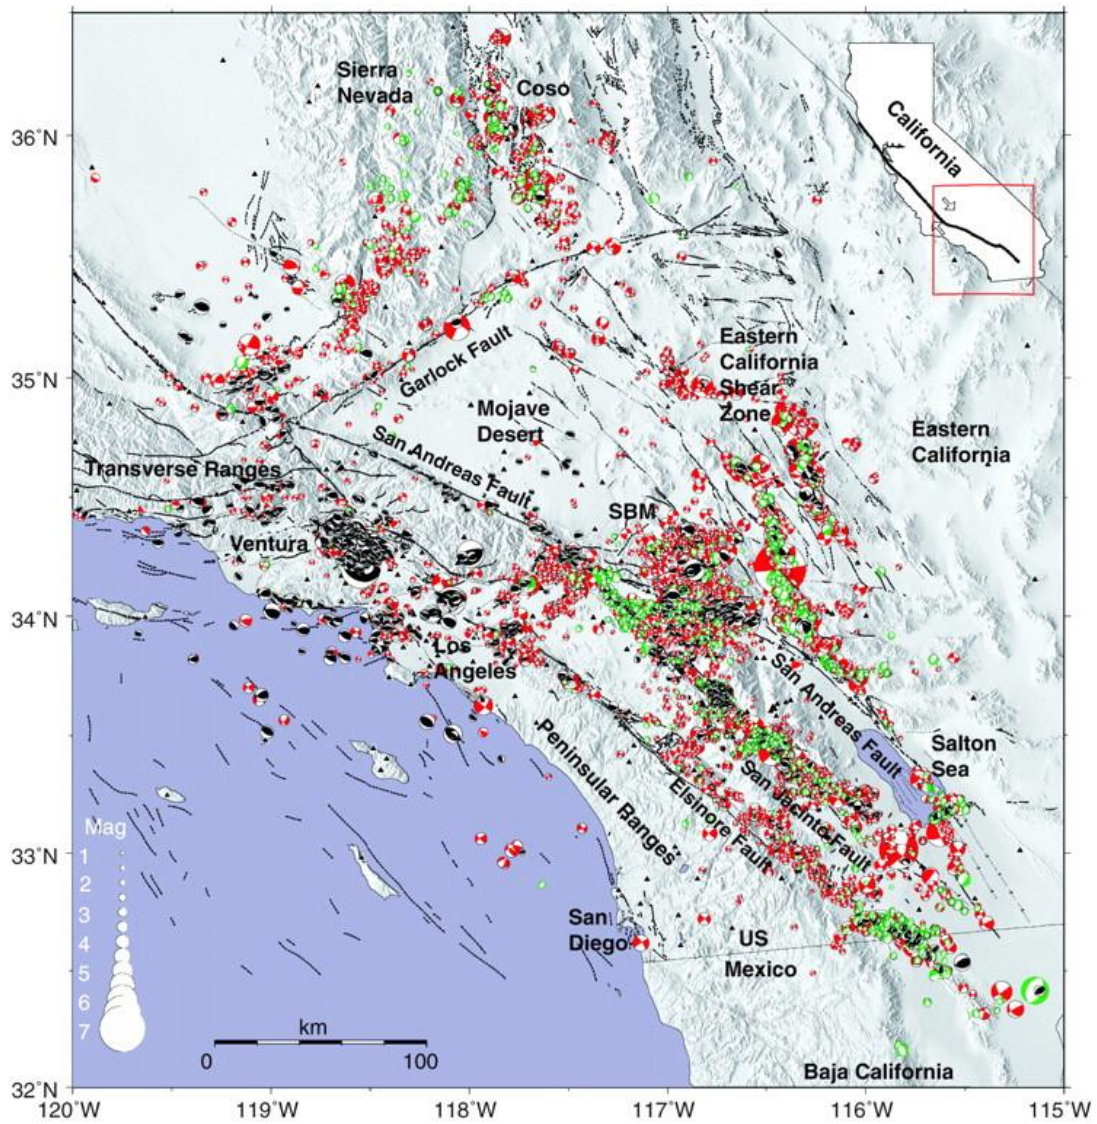 Sierra
Nevada
Coso
California
36°N
Eastern
California
Shear
Zone
Garlock Fault
35°N
Mojave
Desert
San Andreas Fault
Eastern
California
Transverse Ranges
SBM
Ventura
34°N
Los
Angeles
San Andreas Fault
Salton
Sea
Peninsular Ranges
Elsinore Fault
San Jacinto Fault
Mag
1
2
3
4
5
6
7
33°N
San
Diego
US
Mexico
km
0
100
Baja California
32°N
120°W
119°W
118°W
117°W
116°W
115°W